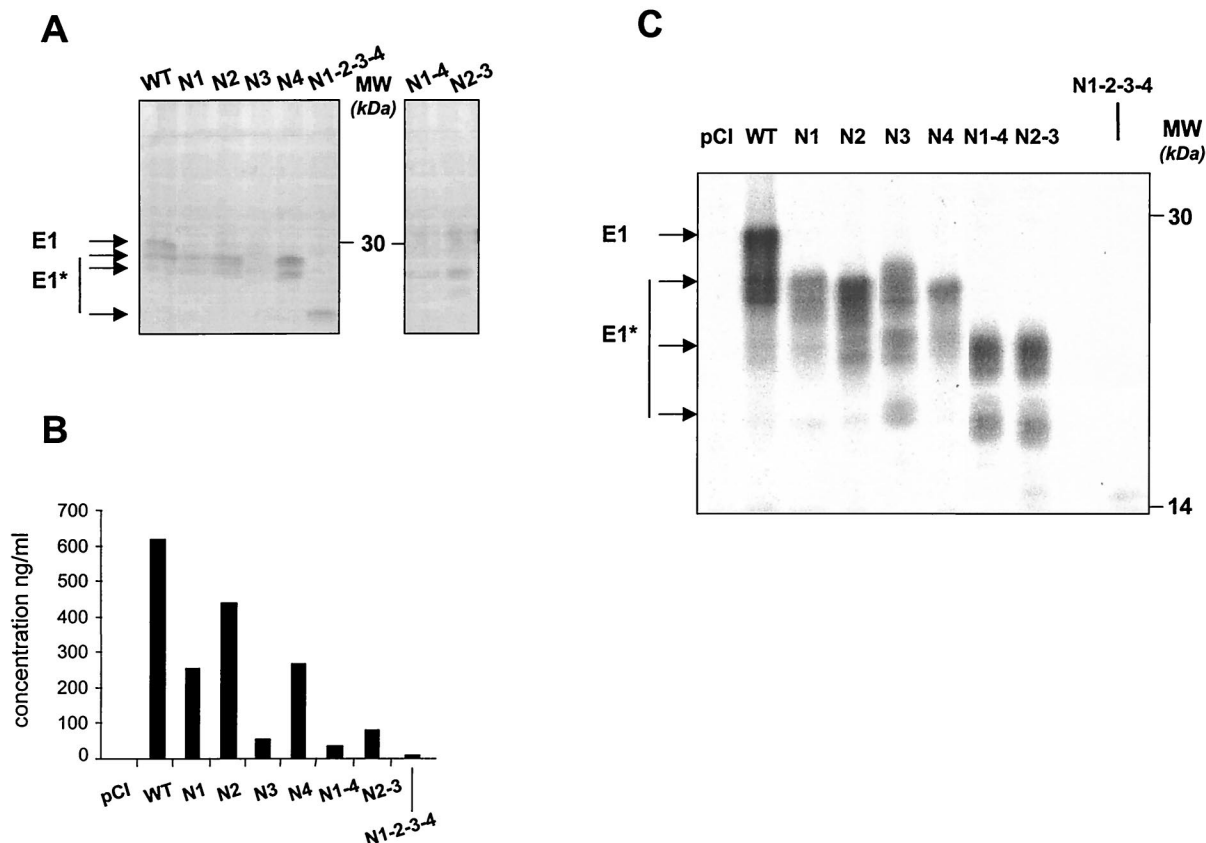 A
WT N1 N2 N3 N4 N1-2-3-4 MW (kDa) N1-4 N2-3
E1
30
E1*
B
700
600
500
400
300
200
100
0
concentration ng/ml
pCI WT N1 N2 N3 N4 N1-4 N2-3
N1-2-3-4
C
N1-2-3-4
pCI WT N1 N2 N3 N4 N1-4 N2-3
MW
(kDa)
30
E1
E1*
14